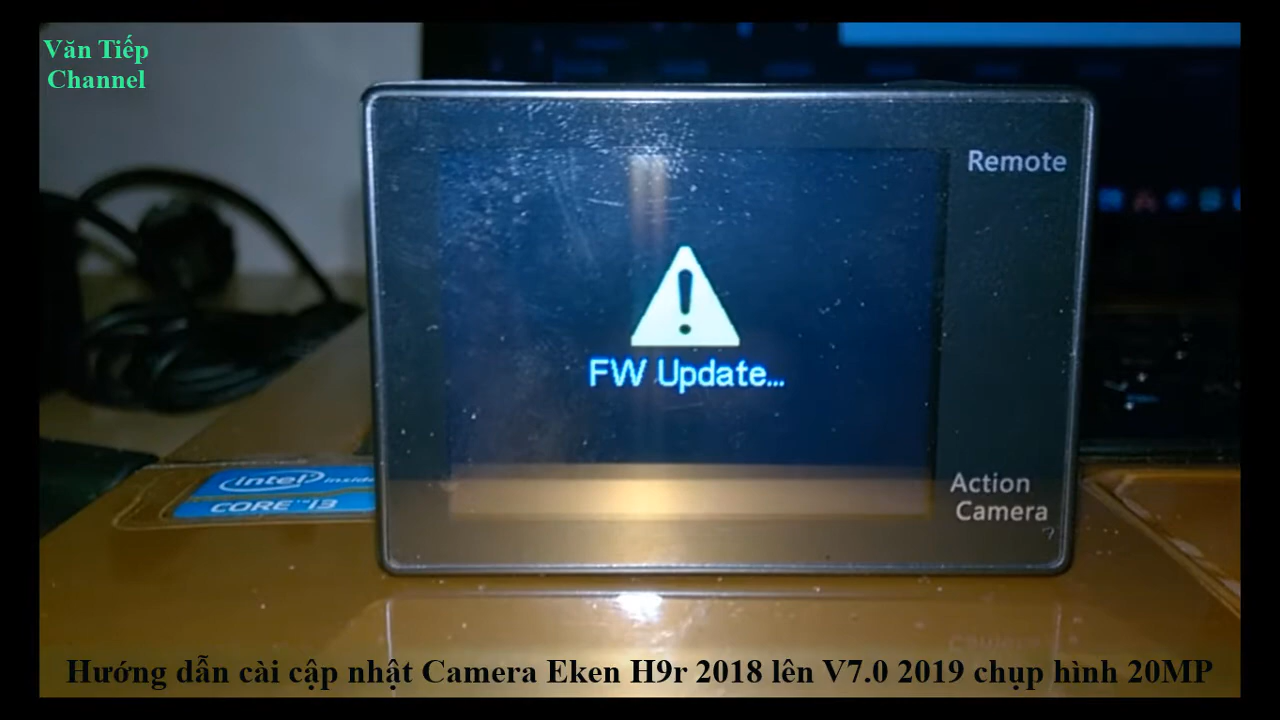 Văn Tiếp
Channel
Remote
FW Update...
Action
Camera
intel inside
CORE™ i3
Hướng dẫn cài cập nhật Camera Eken H9r 2018 lên V7.0 2019 chụp hình 20MP